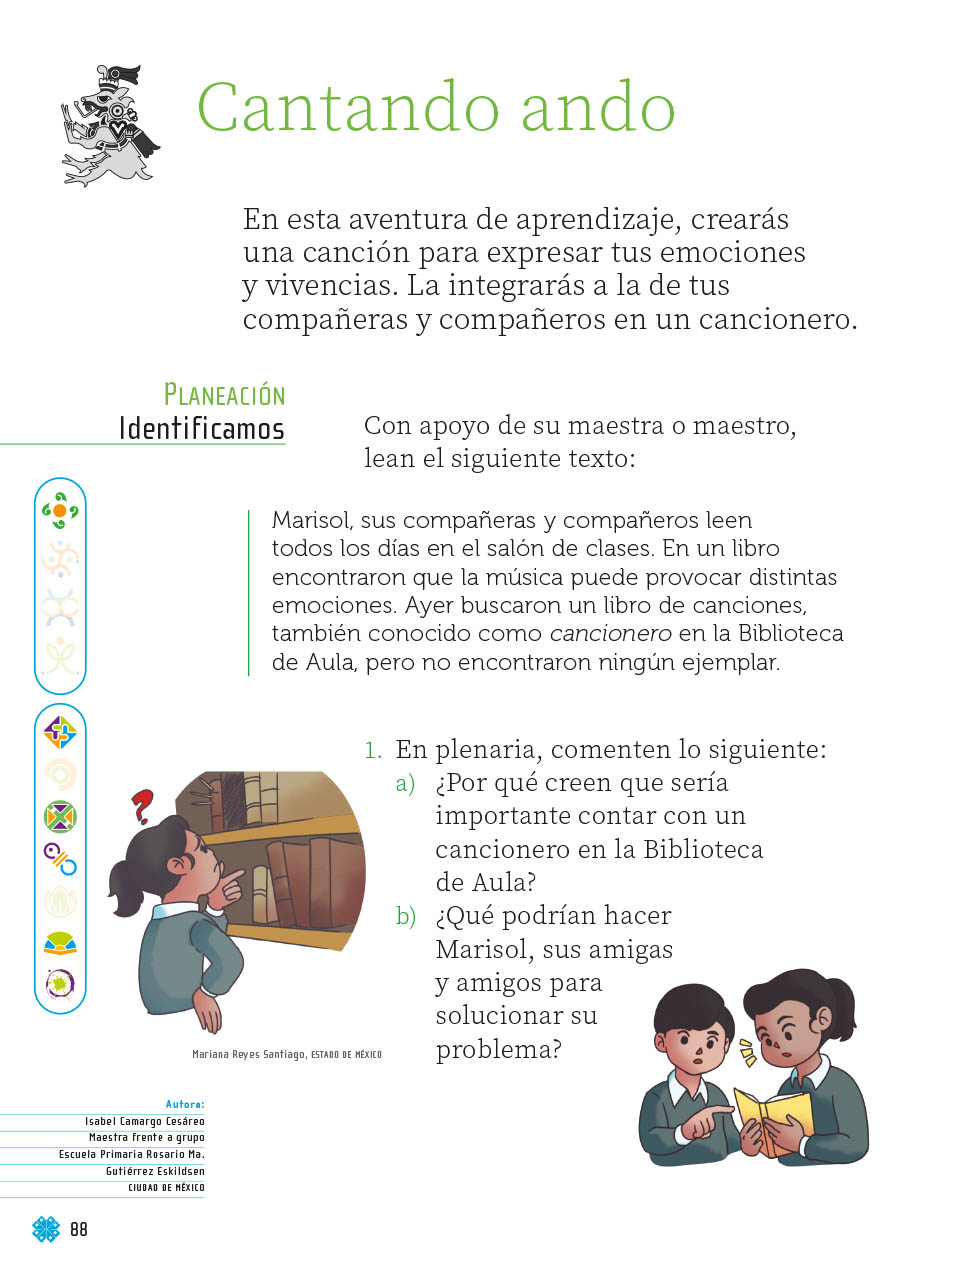 Cantando ando
En esta aventura de aprendizaje, crearás
una canción para expresar tus emociones
y vivencias. La integrarás a la de tus
compañeras y compañeros en un cancionero.
PLANEACIÓN
Identificamos
Con apoyo de su maestra o maestro,
lean el siguiente texto:
Marisol, sus compañeras y compañeros leen
todos los días en el salón de clases. En un libro
encontraron que la música puede provocar distintas
emociones. Ayer buscaron un libro de canciones,
también conocido como cancionero en la Biblioteca
de Aula, pero no encontraron ningún ejemplar.
1. En plenaria, comenten lo siguiente:
a) ¿Por qué creen que sería
importante contar con un
cancionero en la Biblioteca
de Aula?
b) ¿Qué podrían hacer
Marisol, sus amigas
y amigos para
solucionar su
problema?
?
Mariana Reyes Santiago, ESTADO DE MÉXICO
Autora:
Isabel Camargo Cesáreo
Maestra frente a grupo
Escuela Primaria Rosario Ma.
Gutiérrez Eskildsen
CIUDAD DE MÉXICO
88